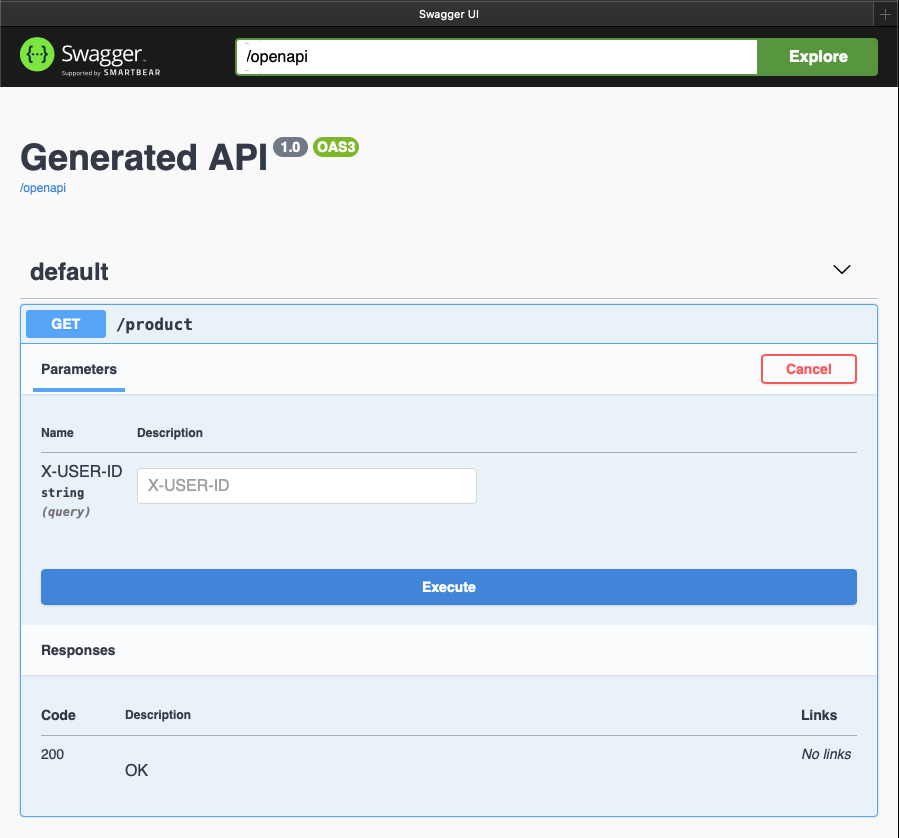 Swagger UI
Swagger
Supported by SMARTBEAR
/openapi
Explore
Generated API 1.0 OAS3
/openapi
default
GET /product
Parameters
Cancel
Name Description
X-USER-ID
string
(query)
X-USER-ID
Execute
Responses
Code Description Links
200
OK
No links